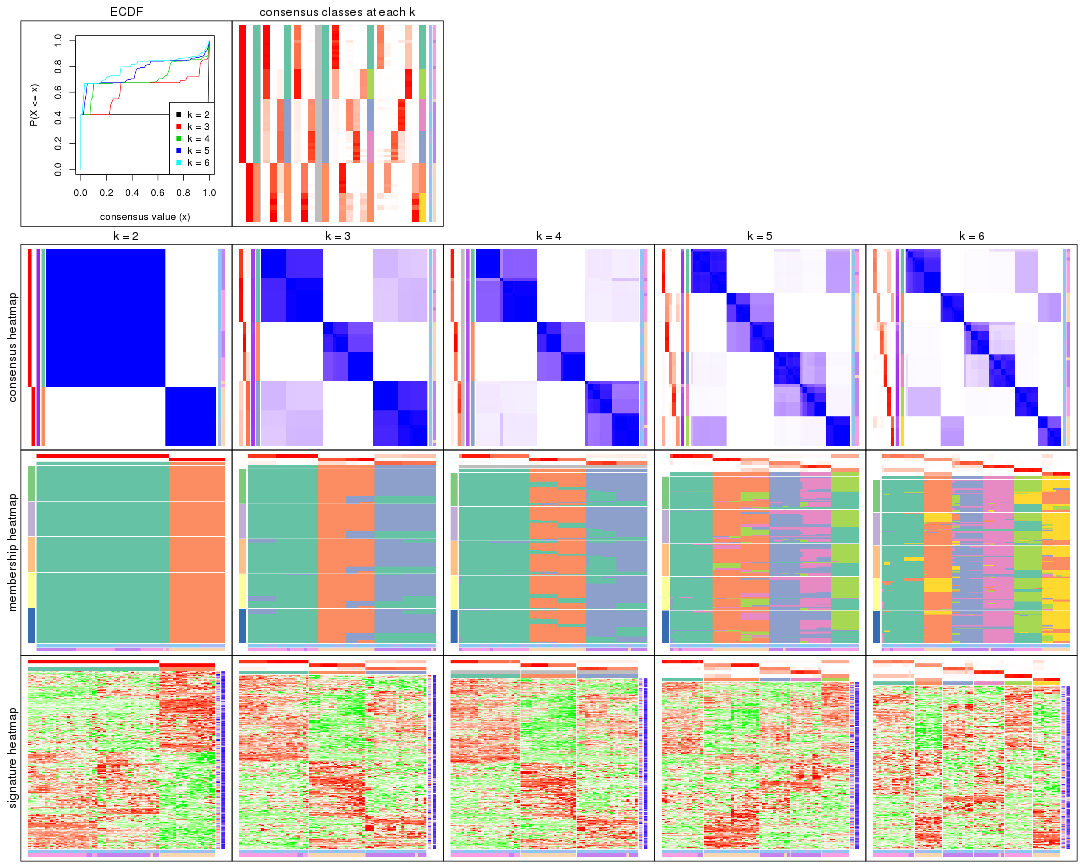 ECDF
consensus classes at each k
P(X <= x)
0.0
0.2
0.4
0.6
0.8
1.0
k = 2
k = 3
k = 4
k = 5
k = 6
0.0 0.2 0.4 0.6 0.8 1.0
consensus value (x)
k = 2
k = 3
k = 4
k = 5
k = 6
consensus heatmap
membership heatmap
signature heatmap